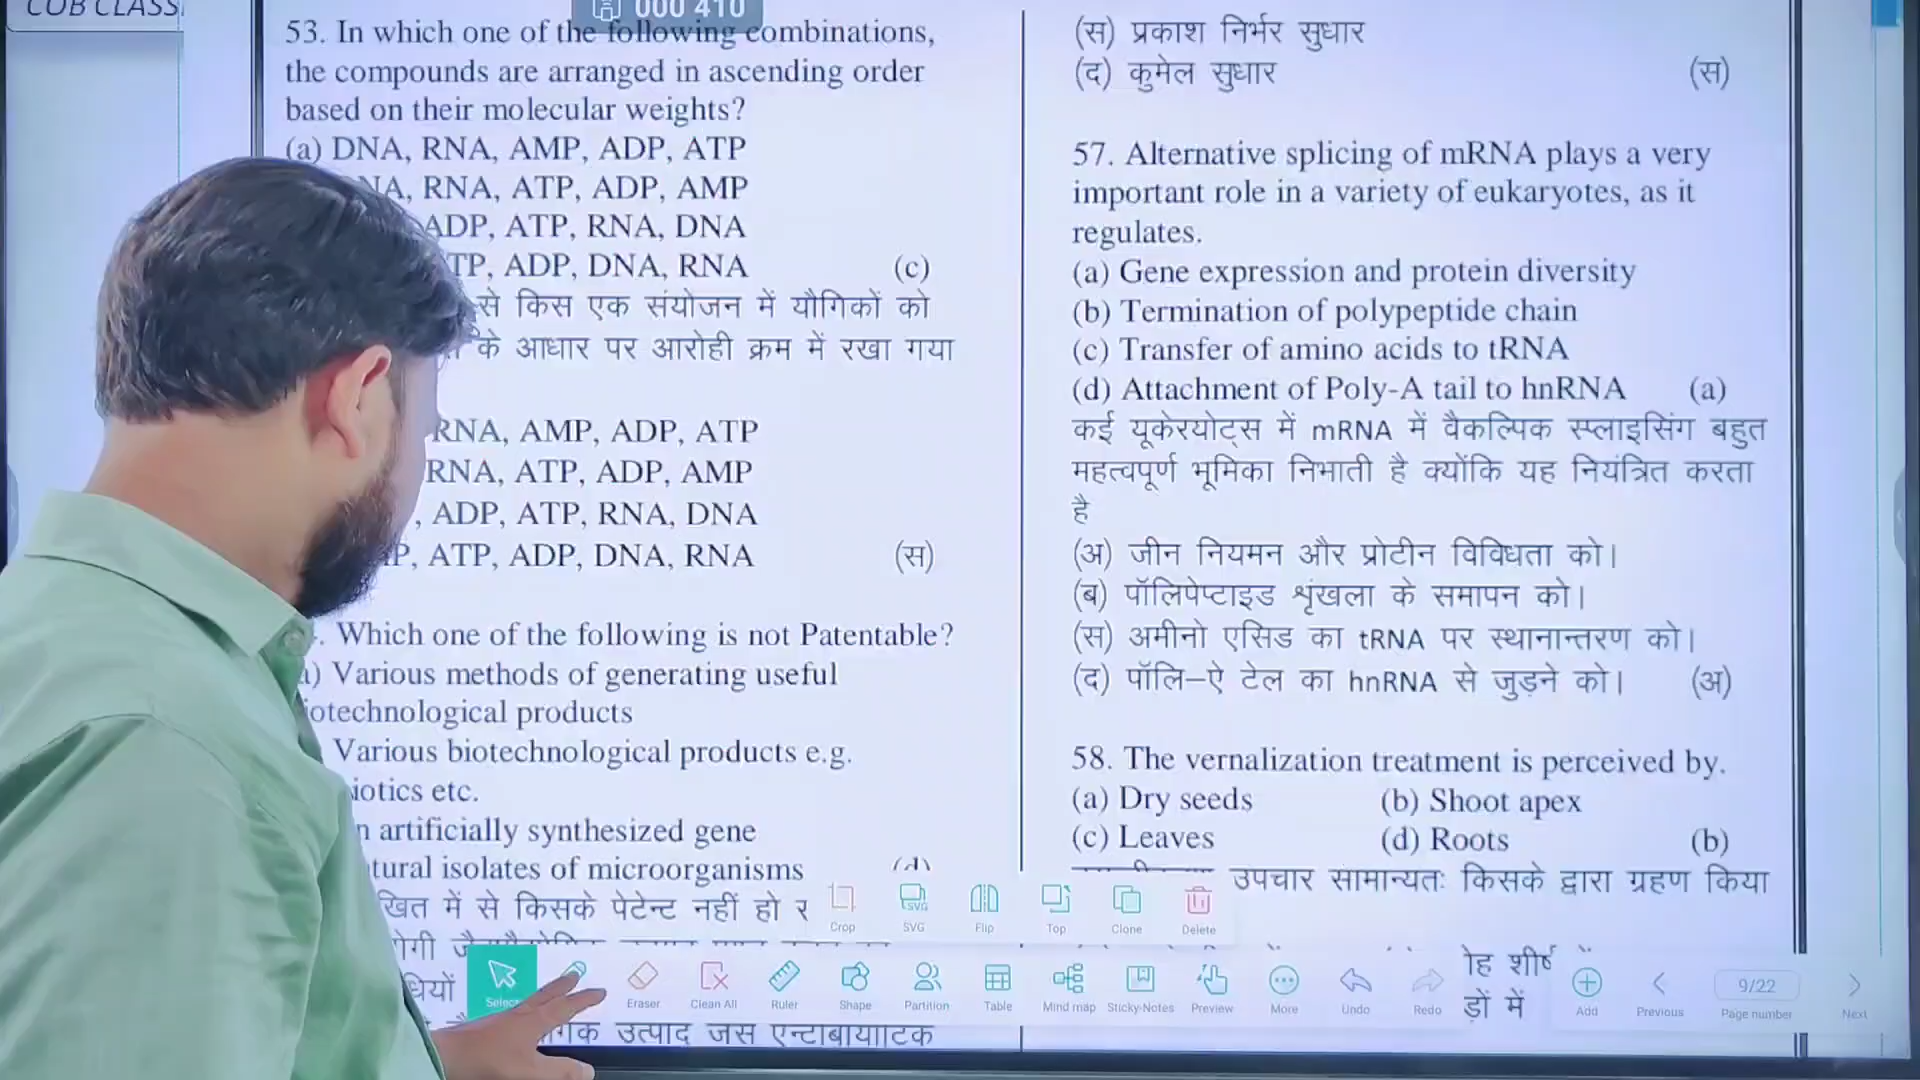 COB CLASS
000 410
53. In which one of the following combinations,
the compounds are arranged in ascending order
based on their molecular weights?
(a) DNA, RNA, AMP, ADP, ATP
RNA, ATP, ADP, AMP
ADP, ATP, RNA, DNA
ADP, DNA, RNA (c)
से किस एक संयोजन में यौगिकों को
के आधार पर आरोही क्रम में रखा गया
RNA, AMP, ADP, ATP
RNA, ATP, ADP, AMP
, ADP, ATP, RNA, DNA
, ATP, ADP, DNA, RNA (स)
. Which one of the following is not Patentable?
) Various methods of generating useful
products
Various biotechnological products e.g.
etc.
artificially synthesized gene
isolates of microorganisms (d)
में से किसके पेटेन्ट नहीं हो
उत्पाद जस एन्टाबायााटक
(स) प्रकाश निर्भर सुधार
(द) कुमेल सुधार (स)
57. Alternative splicing of mRNA plays a very
important role in a variety of eukaryotes, as it
regulates.
(a) Gene expression and protein diversity
(b) Termination of polypeptide chain
(c) Transfer of amino acids to tRNA
(d) Attachment of Poly-A tail to hnRNA (a)
कई यूकेरयोट्स में mRNA में वैकल्पिक स्प्लाइसिंग बहुत
महत्वपूर्ण भूमिका निभाती है क्योंकि यह नियंत्रित करता
है
(अ) जीन नियमन और प्रोटीन विविधता को।
(ब) पॉलिपेप्टाइड श्रृंखला के समापन को।
(स) अमीनो एसिड का tRNA पर स्थानान्तरण को।
(द) पॉलि–ऐ टेल का hnRNA से जुड़ने को। (अ)
58. The vernalization treatment is perceived by.
(a) Dry seeds (b) Shoot apex
(c) Leaves (d) Roots (b)
उपचार सामान्यतः किसके द्वारा ग्रहण किया
में
Crop SVG Flip Top Clone Delete
Select Eraser Clean All Ruler Shape Partition Table Mind map Sticky-Notes Preview More Undo Redo Add Previous 9/22 Page number Next